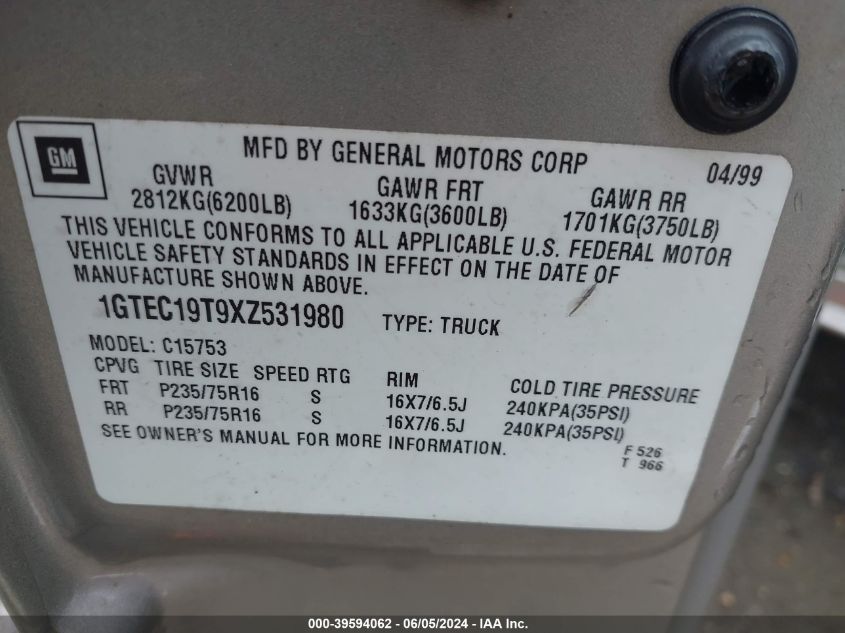 GM
MFD BY GENERAL MOTORS CORP 04/99
GVWR GAWR FRT GAWR RR
2812KG(6200LB) 1633KG(3600LB) 1701KG(3750LB)
THIS VEHICLE CONFORMS TO ALL APPLICABLE U.S. FEDERAL MOTOR
VEHICLE SAFETY STANDARDS IN EFFECT ON THE DATE OF
MANUFACTURE SHOWN ABOVE.
1GTEC19T9XZ531980 TYPE: TRUCK
MODEL: C15753
CPVG TIRE SIZE SPEED RTG RIM COLD TIRE PRESSURE
FRT P235/75R16 S 16X7/6.5J 240KPA(35PSI)
RR P235/75R16 S 16X7/6.5J 240KPA(35PSI)
SEE OWNER'S MANUAL FOR MORE INFORMATION.
F 526
T 966
000-39594062 - 06/05/2024 - IAA Inc.